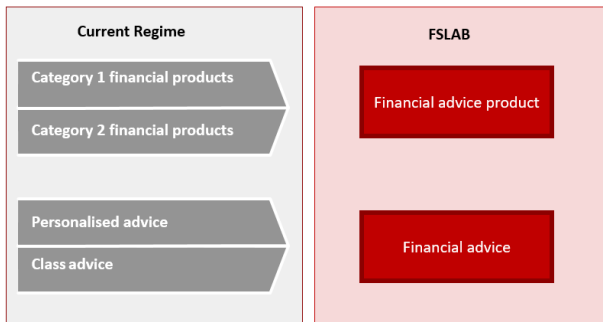 Current Regime
Category 1 financial products
Category 2 financial products
Personalised advice
Class advice
FSLAB
Financial advice product
Financial advice